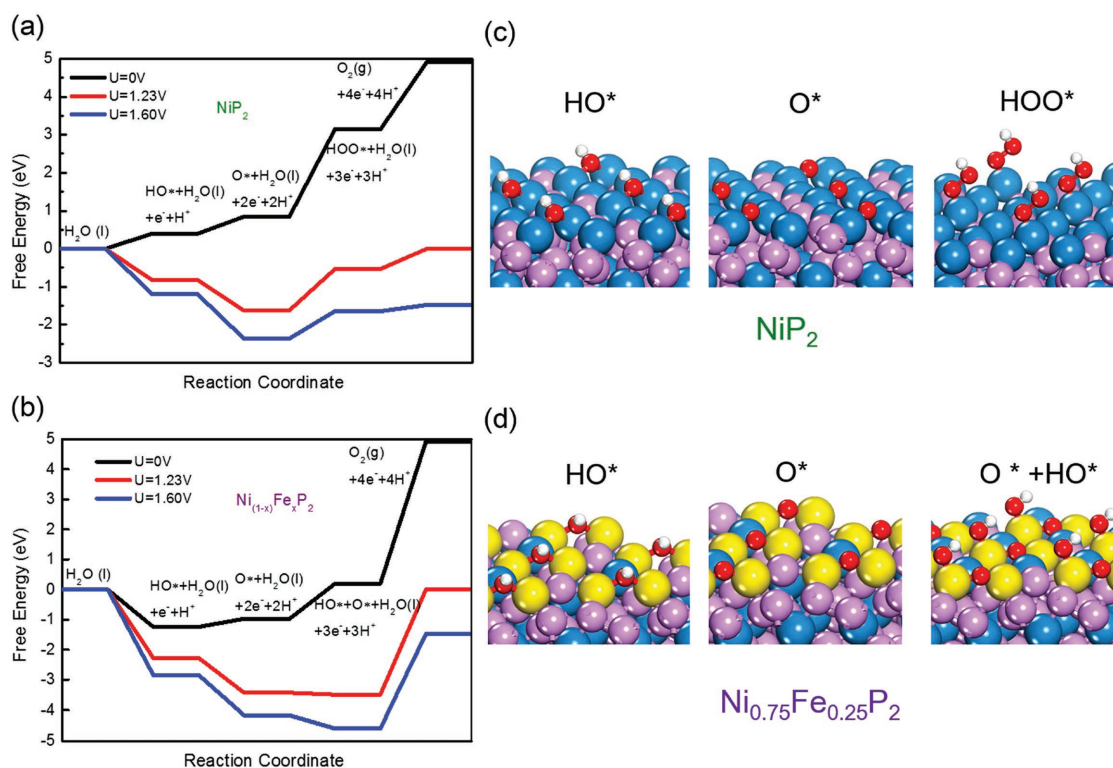 (a)
5
4
3
2
1
0
-1
-2
-3
Free Energy (eV)
Reaction Coordinate
U=0V
U=1.23V
U=1.60V
NiP₂
H₂O (l)
HO*+H₂O(l)
+e⁻+H⁺
O*+H₂O(l)
+2e⁻+2H⁺
HOO*+H₂O(l)
+3e⁻+3H⁺
O₂(g)
+4e⁻+4H⁺
(b)
5
4
3
2
1
0
-1
-2
-3
-4
-5
Free Energy (eV)
Reaction Coordinate
U=0V
U=1.23V
U=1.60V
Ni₍₁₋ₓ₎FeₓP₂
H₂O (l)
HO*+H₂O(l)
+e⁻+H⁺
O*+H₂O(l)
+2e⁻+2H⁺
HO*+O*+H₂O(l)
+3e⁻+3H⁺
O₂(g)
+4e⁻+4H⁺
(c)
HO*
O*
HOO*
NiP₂
(d)
HO*
O*
O * +HO*
Ni₀.₇₅Fe₀.₂₅P₂